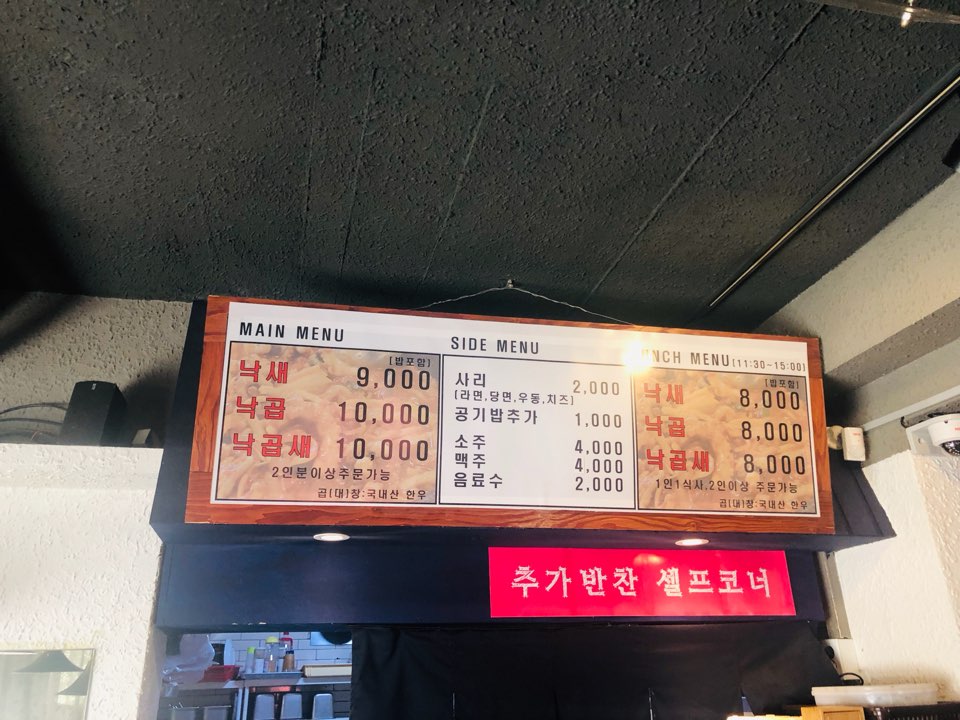 MAIN MENU
[밥포함]
낙새 9,000
낙곱 10,000
낙곱새 10,000
2인분이상주문가능
곱[대]창:국내산 한우
SIDE MENU
사리 2,000
[라면,당면,우동,치즈]
공기밥추가 1,000
소주 4,000
맥주 4,000
음료수 2,000
MENU[11:30~15:00]
[밥포함]
낙새 8,000
낙곱 8,000
낙곱새 8,000
1인1식사.2인이상 주문가능
곱[대]창:국내산 한우
추가반찬 셀프코너